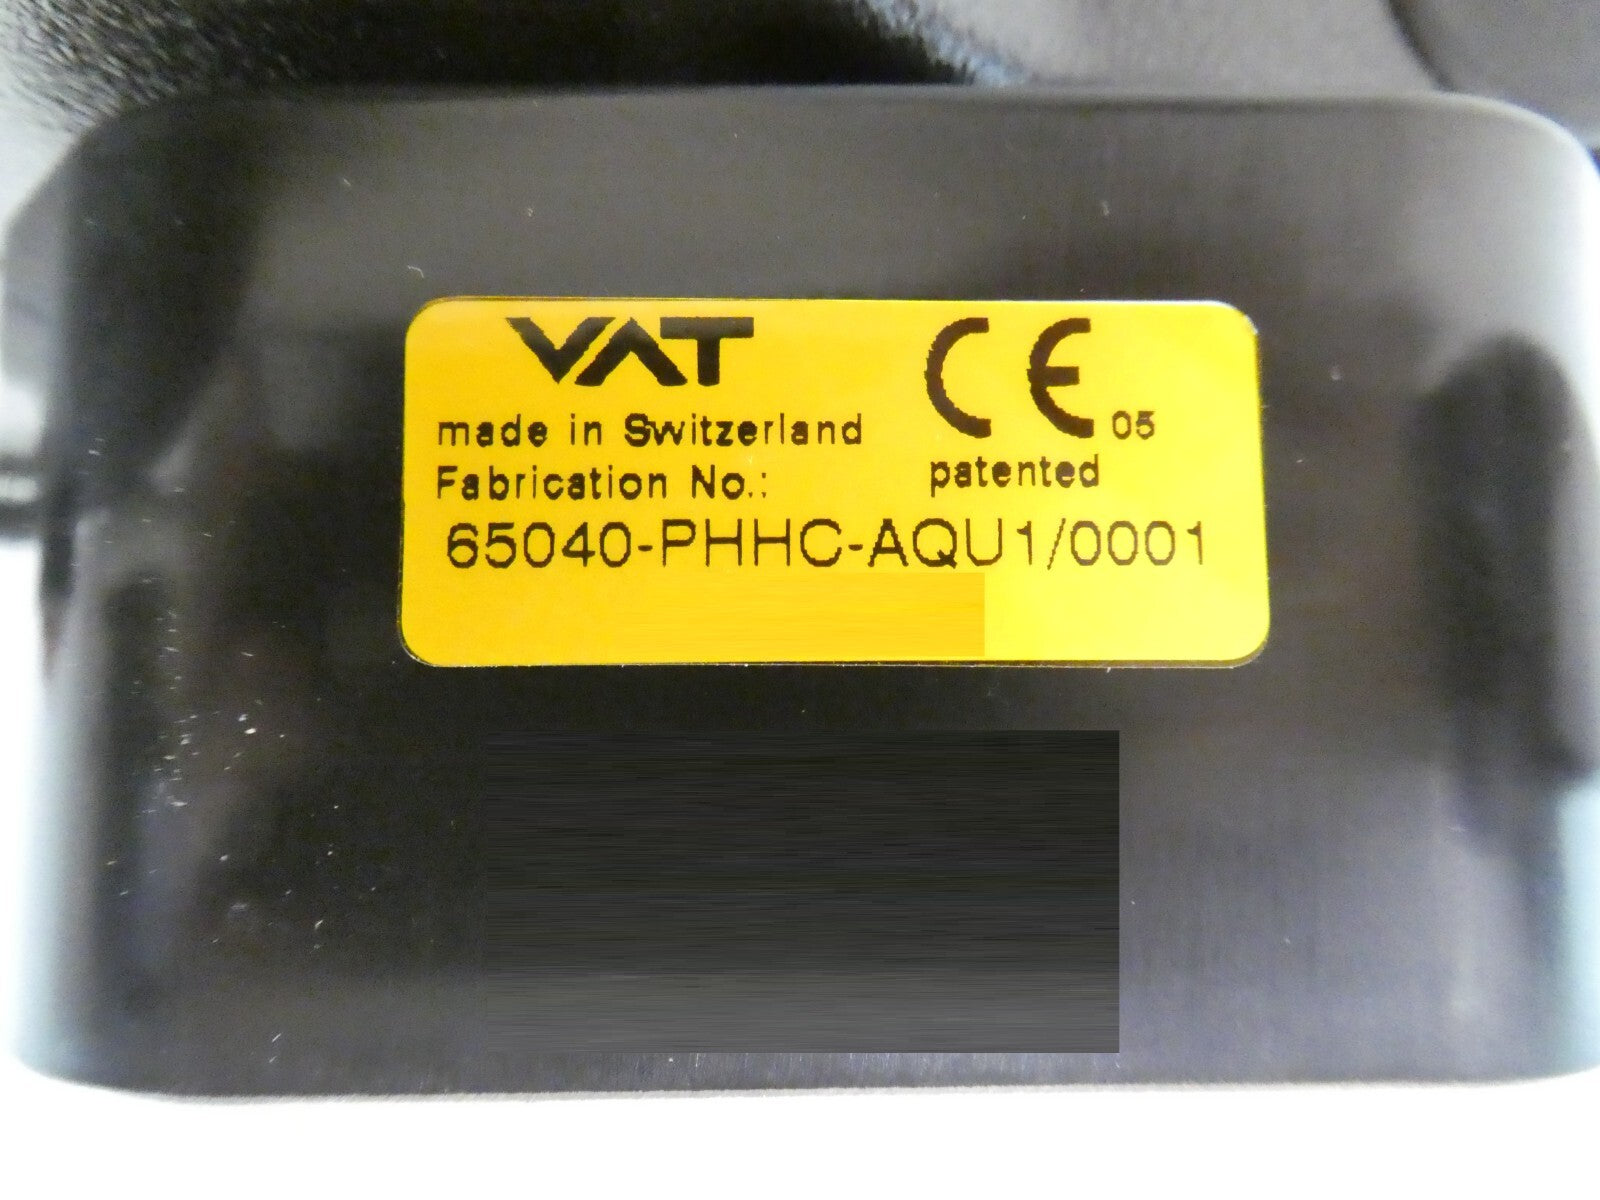 VAT
made in Switzerland
Fabrication No.:
65040-PHHC-AQU1/0001
CE 05
patented